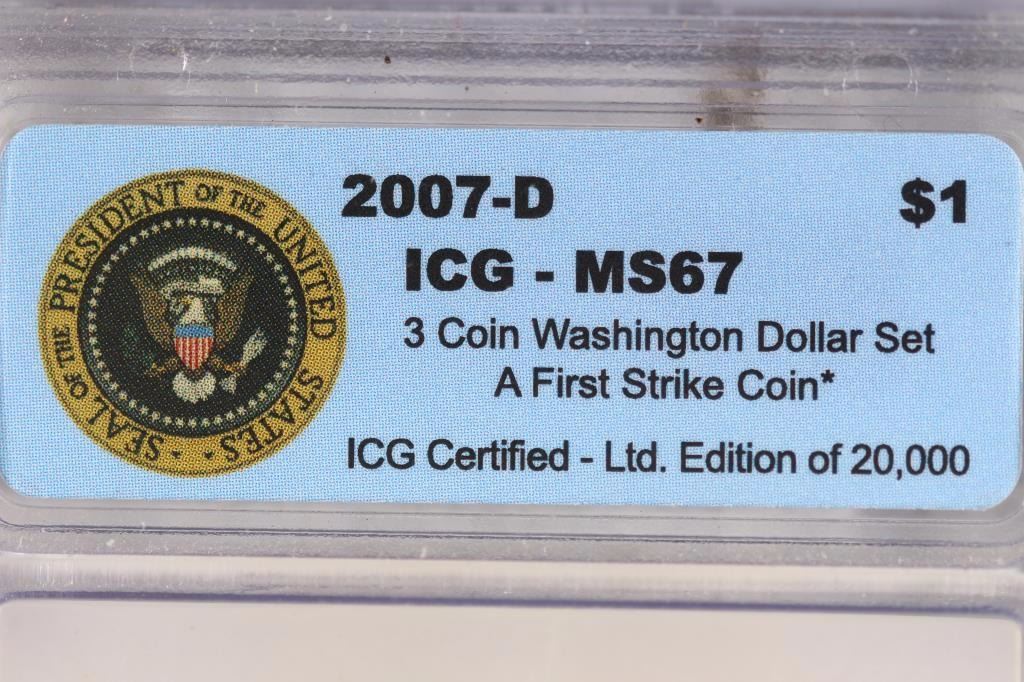 SEAL OF THE PRESIDENT OF THE UNITED STATES
2007-D
$1
ICG - MS67
3 Coin Washington Dollar Set
A First Strike Coin*
ICG Certified - Ltd. Edition of 20,000